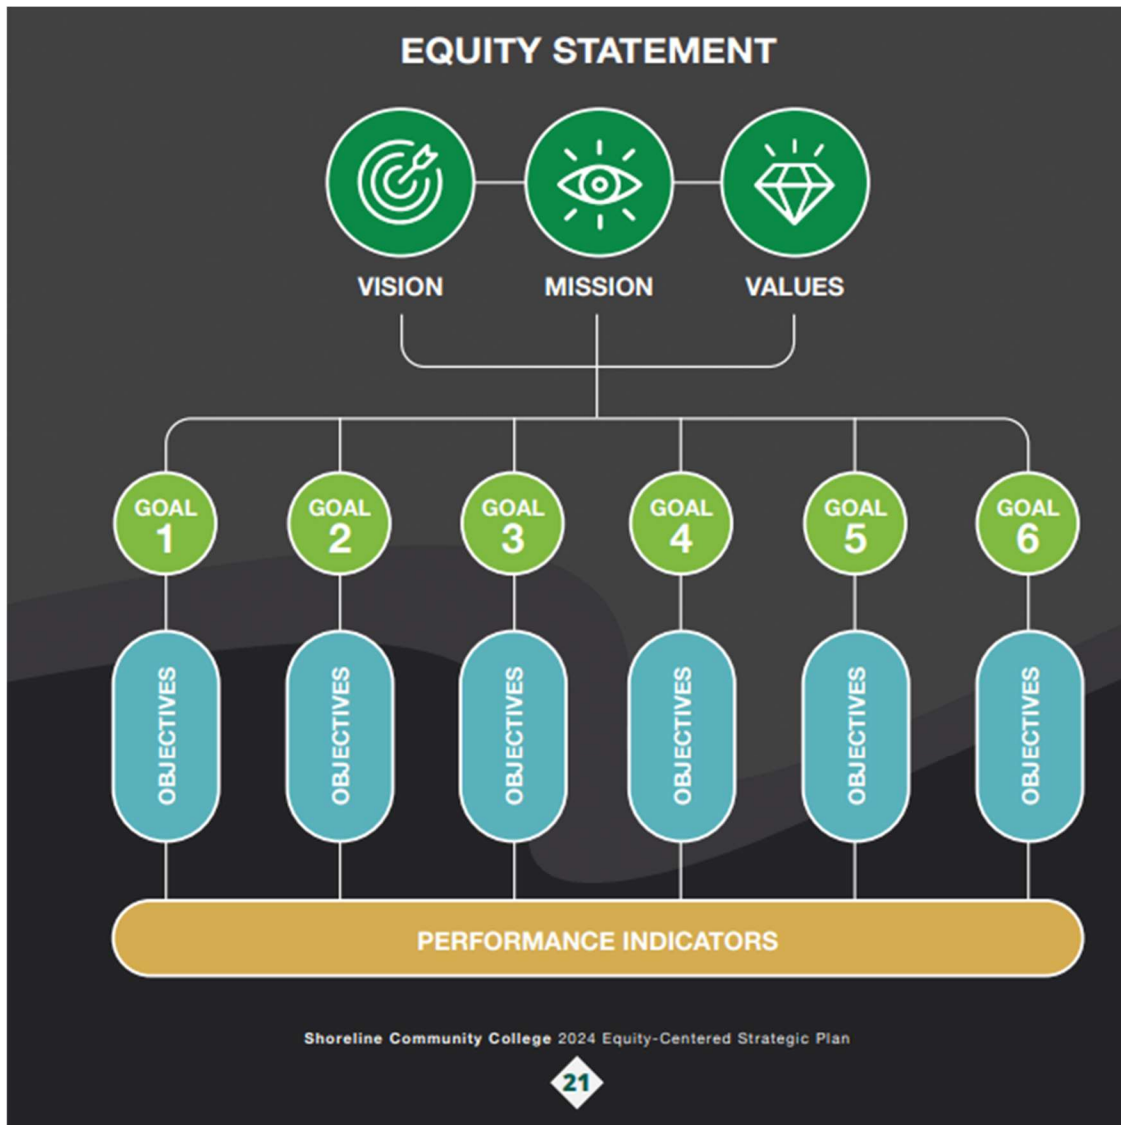 EQUITY STATEMENT
VISION
MISSION
VALUES
GOAL
1
GOAL
2
GOAL
3
GOAL
4
GOAL
5
GOAL
6
OBJECTIVES
OBJECTIVES
OBJECTIVES
OBJECTIVES
OBJECTIVES
OBJECTIVES
PERFORMANCE INDICATORS
Shoreline Community College 2024 Equity-Centered Strategic Plan
21